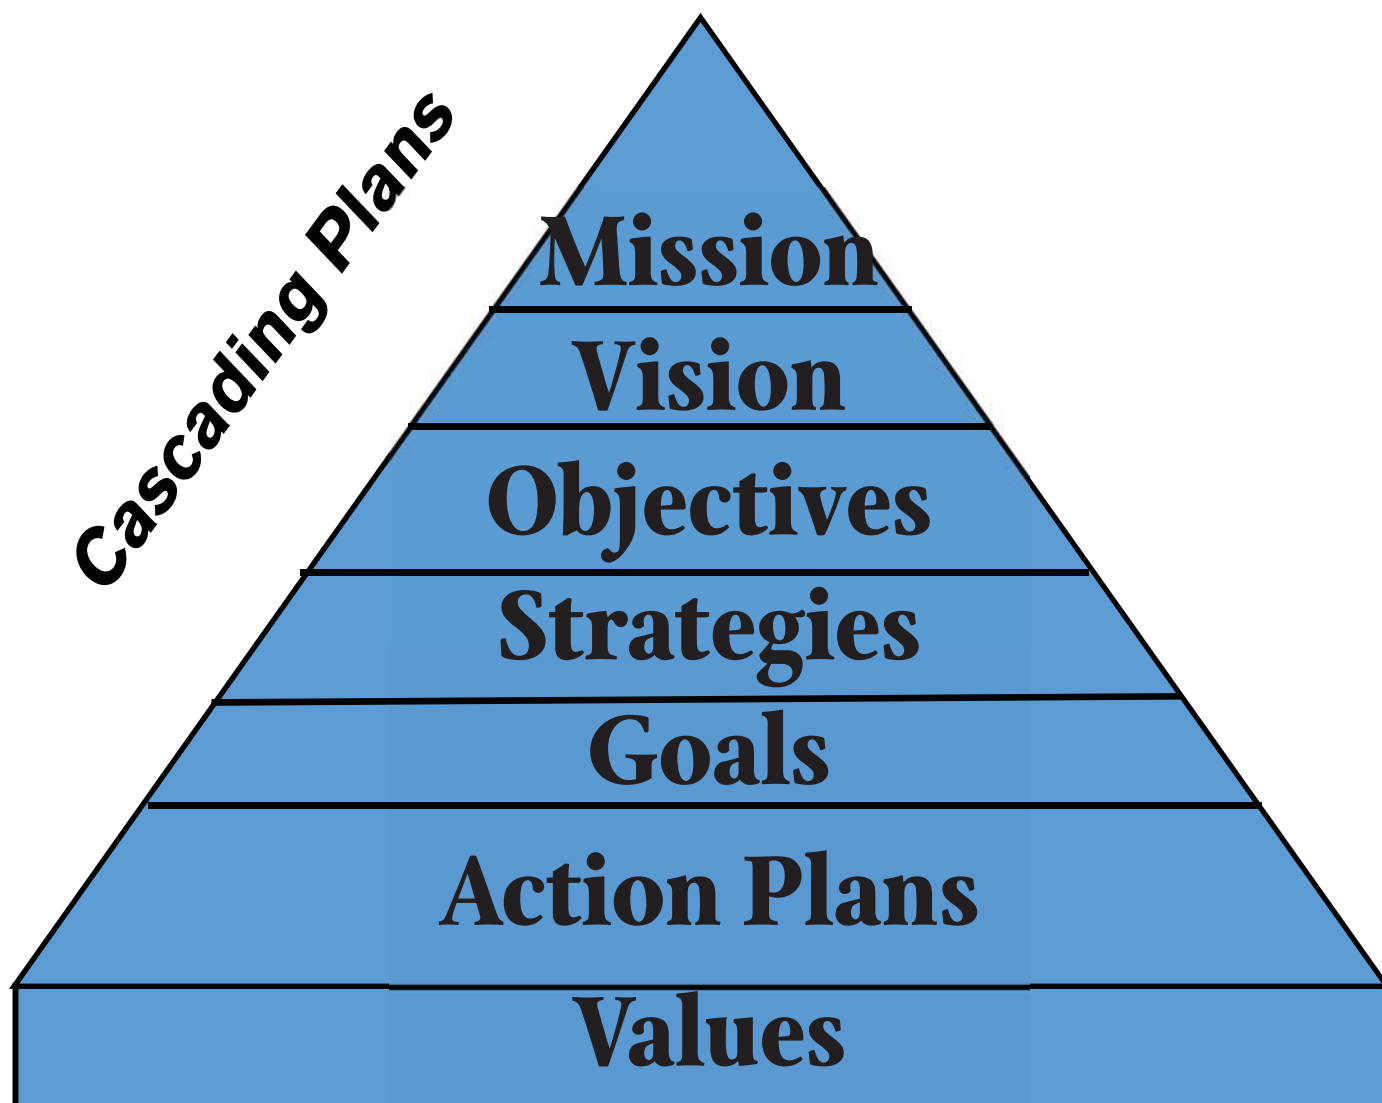 Cascading Plans
Mission
Vision
Objectives
Strategies
Goals
Action Plans
Values